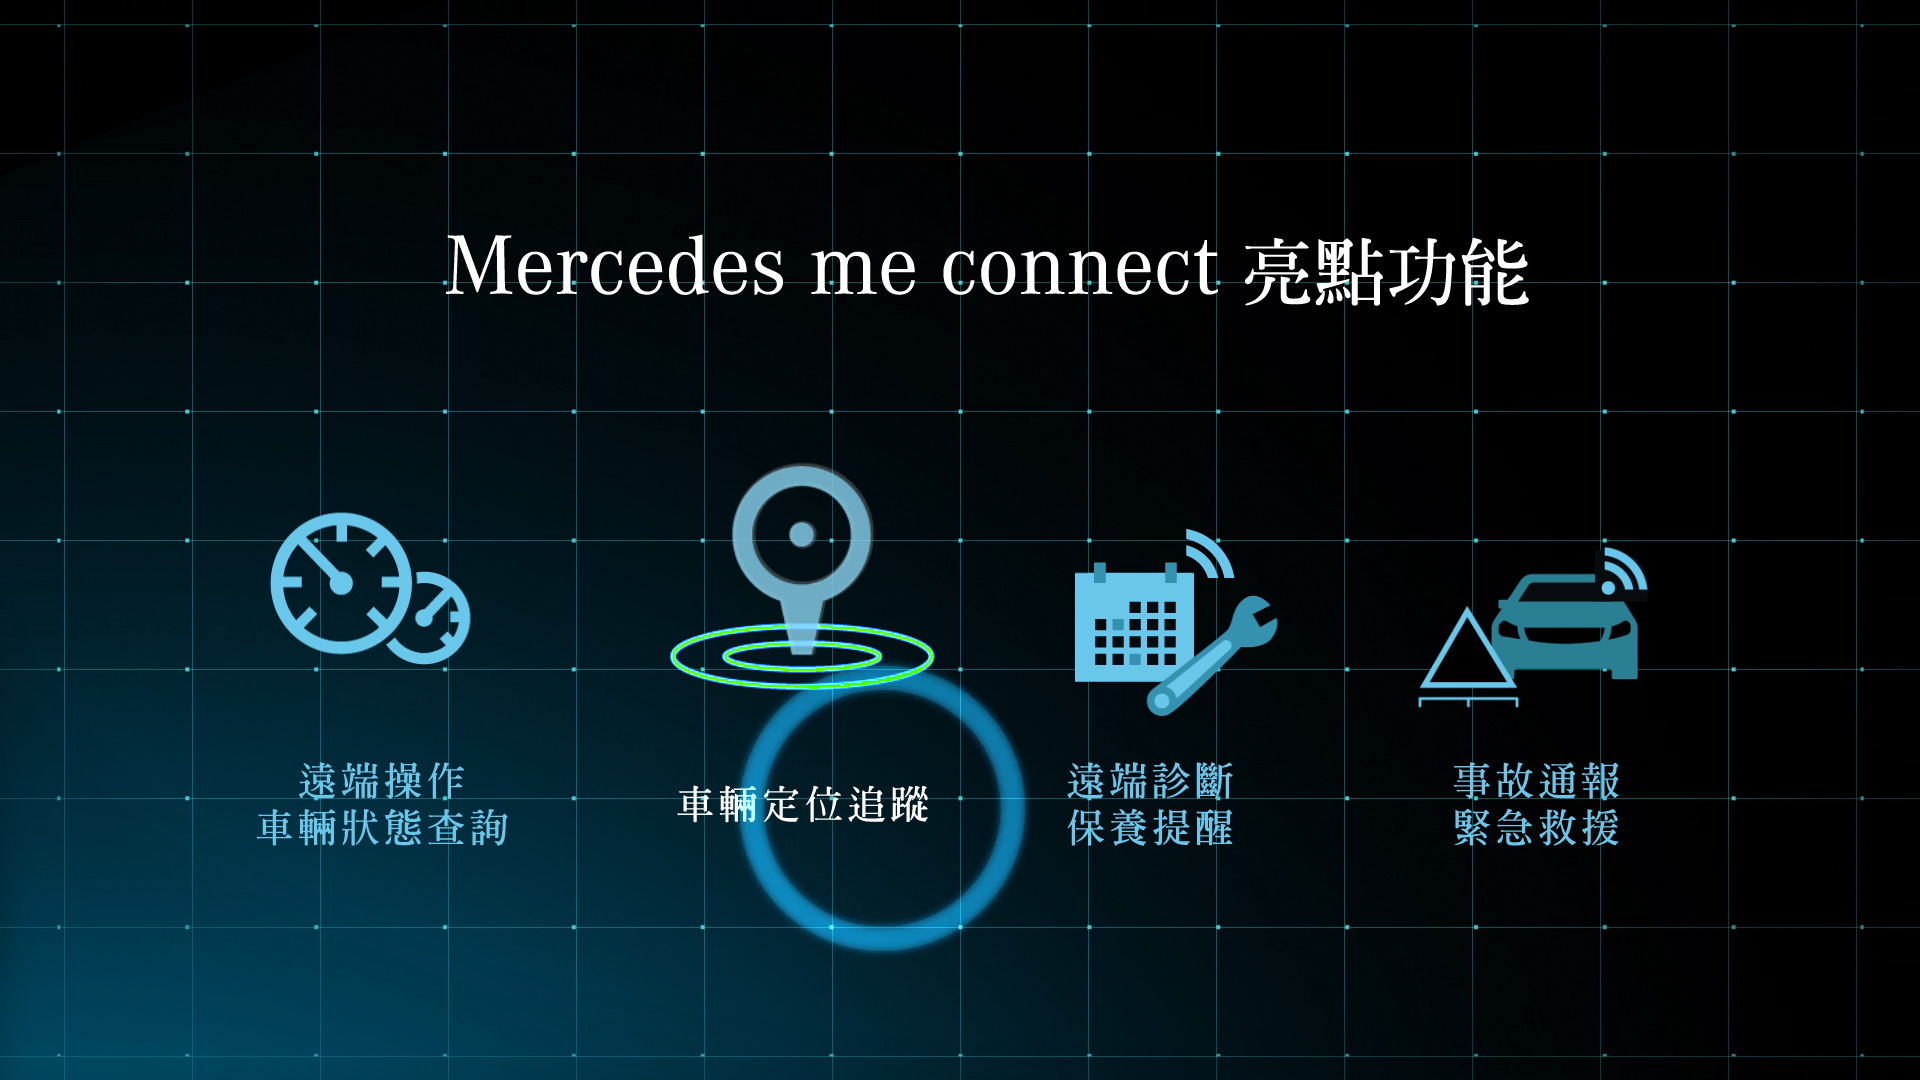 Mercedes me connect 亮點功能
遠端操作
車輛狀態查詢
車輛定位追蹤
遠端診斷
保養提醒
事故通報
緊急救援